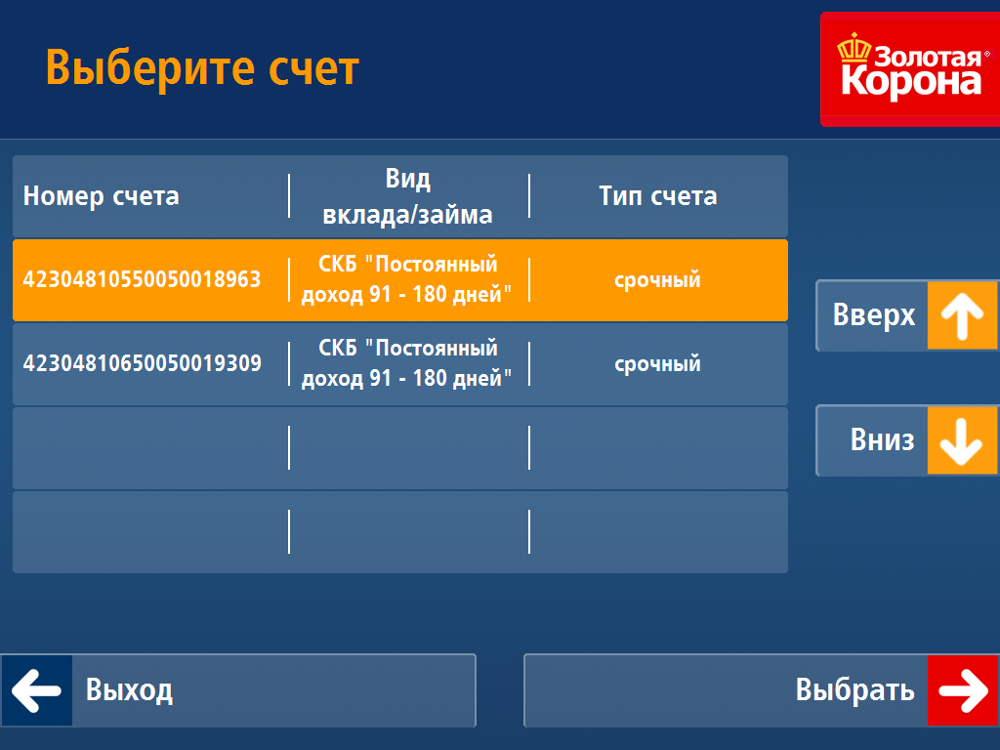 Выберите счет
Золотая
Корона
Номер счета
Вид
вклада/займа
Тип счета
42304810550050018963
СКБ "Постоянный
доход 91 - 180 дней"
срочный
42304810650050019309
СКБ "Постоянный
доход 91 - 180 дней"
срочный
Вверх
Вниз
Выход
Выбрать